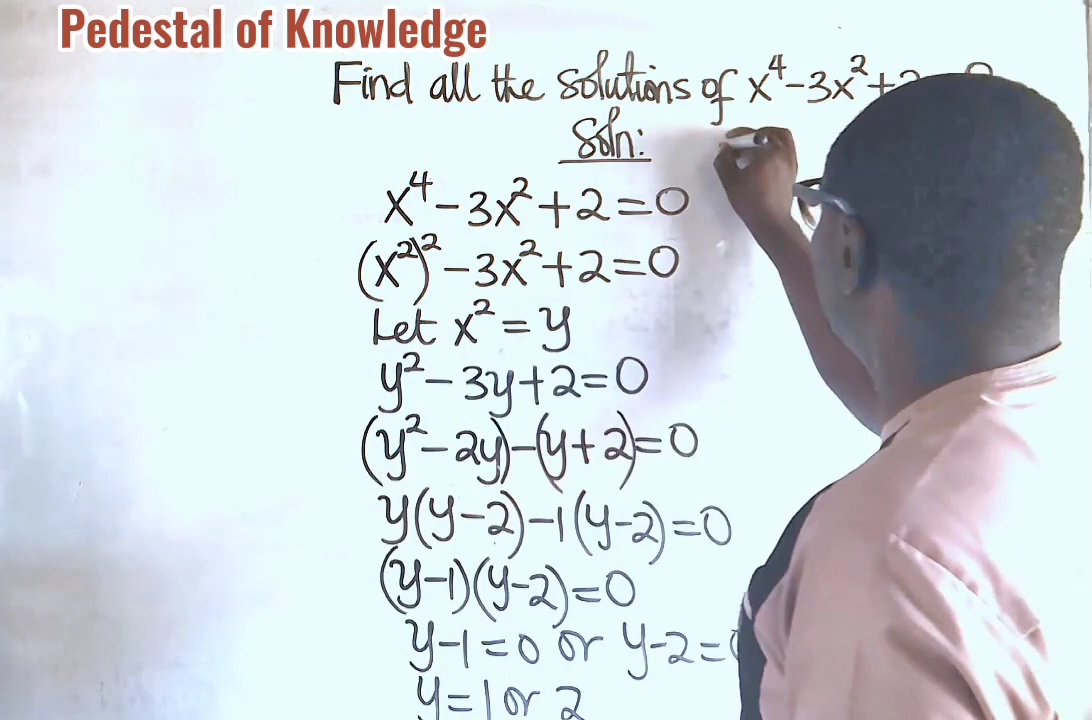 Pedestal of Knowledge
Find all the solutions of x⁴-3x²+
Soln:
x⁴-3x²+2=0
(x²)²-3x²+2=0
Let x²=y
y²-3y+2=0
(y²-2y)-(y+2)=0
y(y-2)-1(y-2)=0
(y-1)(y-2)=0
y-1=0 or y-2=
y=1 or 2